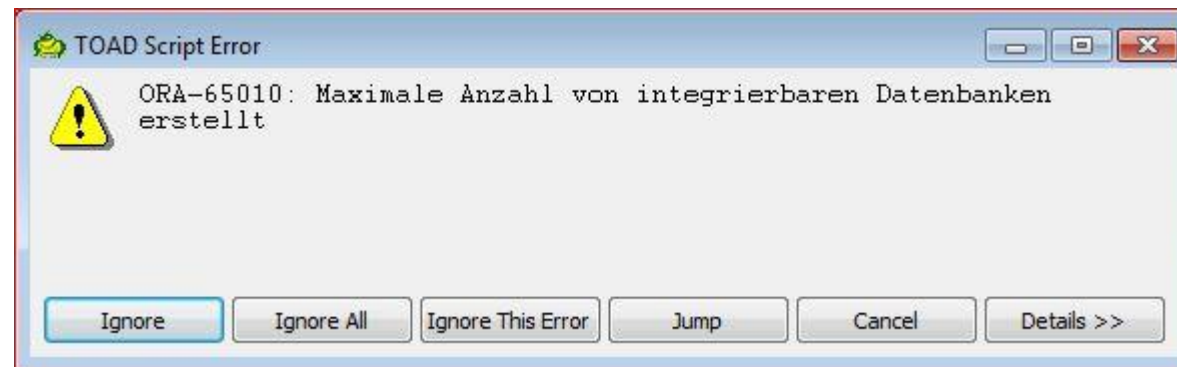 TOAD Script Error
ORA-65010: Maximale Anzahl von integrierbaren Datenbanken
erstellt
Ignore
Ignore All
Ignore This Error
Jump
Cancel
Details >>